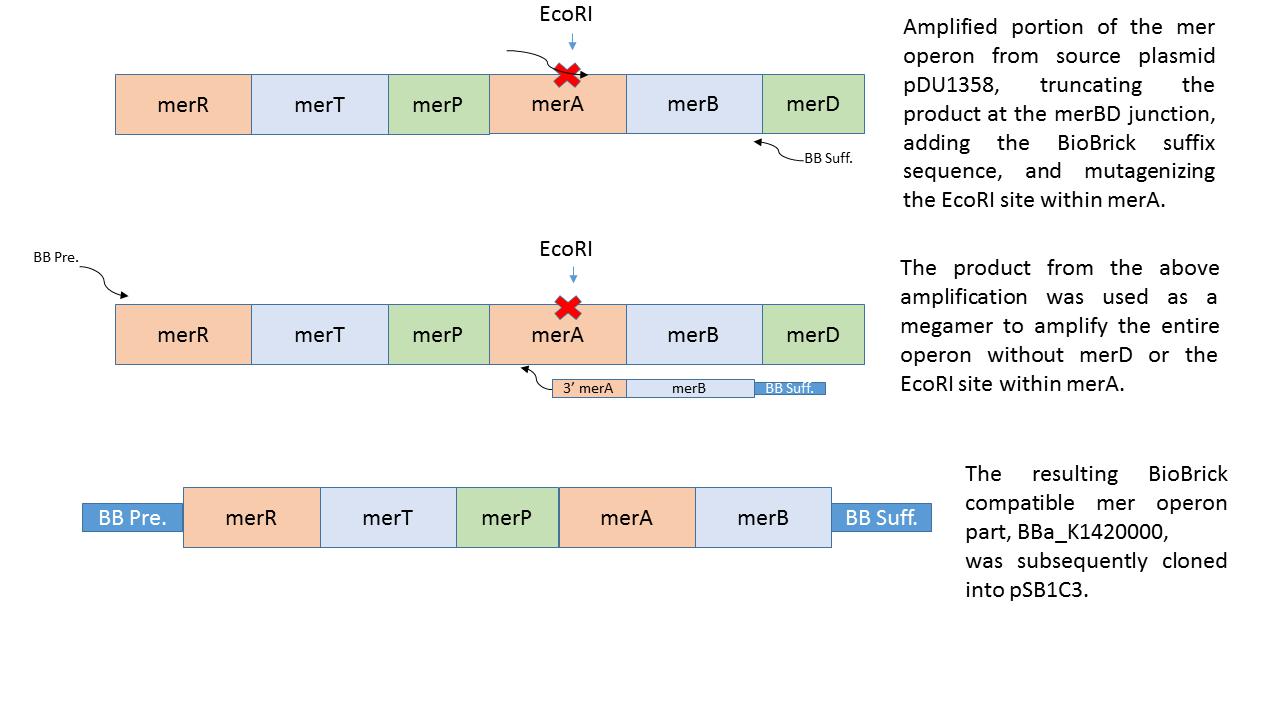 EcoRI
merR merT merP merA merB merD
BB Suff.
Amplified portion of the mer
operon from source plasmid
pDU1358, truncating the
product at the merBD junction,
adding the BioBrick suffix
sequence, and mutagenizing
the EcoRI site within merA.
EcoRI
BB Pre.
merR merT merP merA merB merD
3’ merA merB BB Suff.
The product from the above
amplification was used as a
megamer to amplify the entire
operon without merD or the
EcoRI site within merA.
BB Pre. merR merT merP merA merB BB Suff.
The resulting BioBrick
compatible mer operon
part, BBa_K1420000,
was subsequently cloned
into pSB1C3.